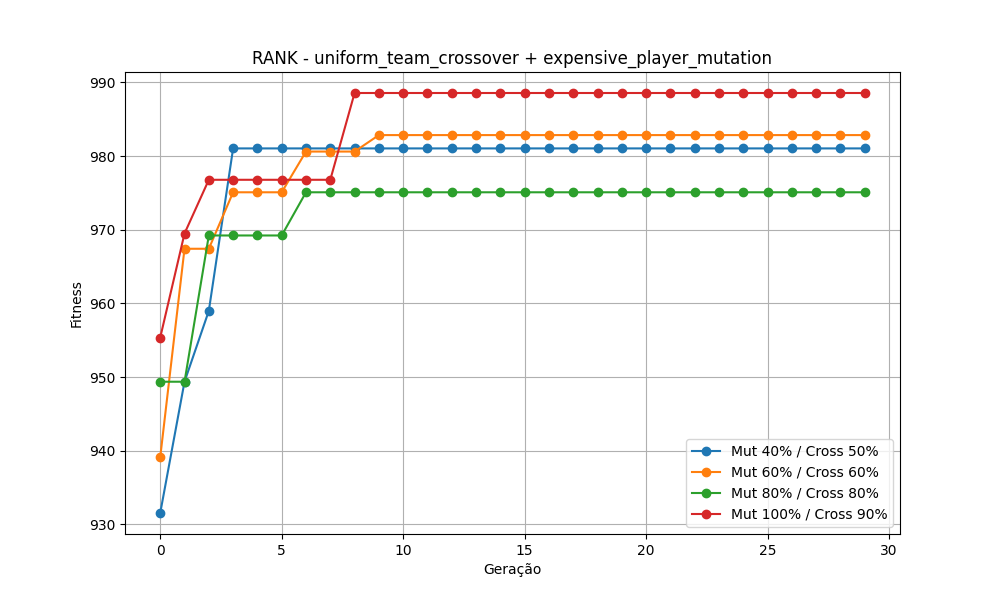 RANK - uniform_team_crossover + expensive_player_mutation
990
980
970
960
950
940
930
Fitness
0
5
10
15
20
25
30
Geração
Mut 40% / Cross 50%
Mut 60% / Cross 60%
Mut 80% / Cross 80%
Mut 100% / Cross 90%